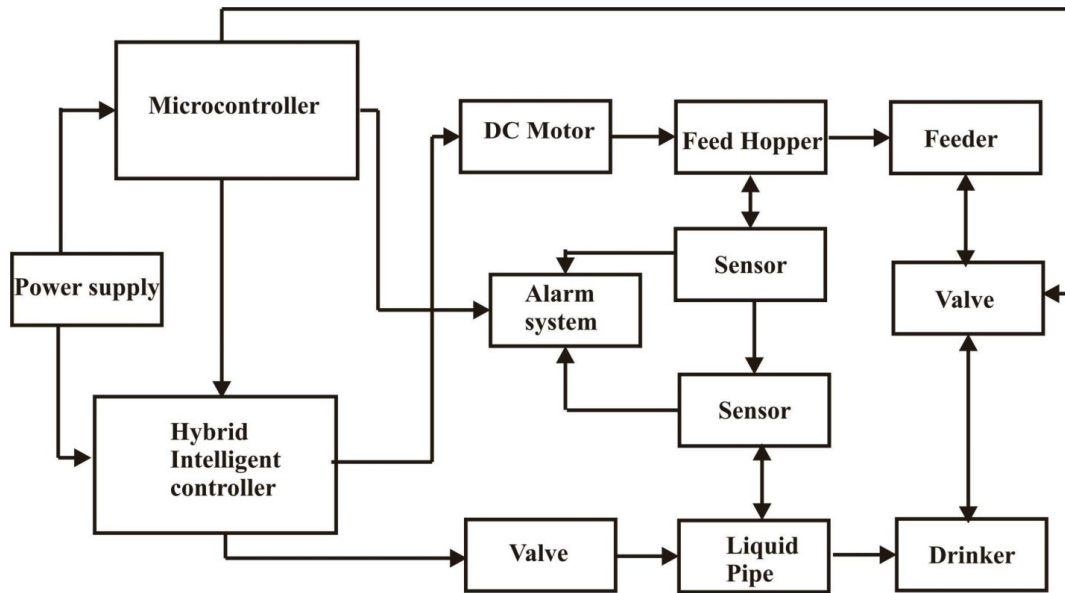 Microcontroller
DC Motor
Feed Hopper
Feeder
Power supply
Sensor
Alarm
system
Valve
Sensor
Hybrid
Intelligent
controller
Valve
Liquid
Pipe
Drinker